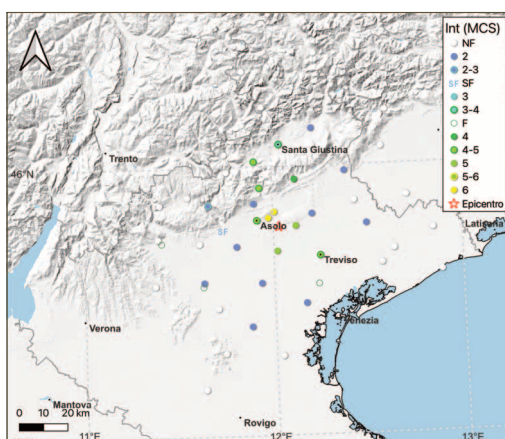 Int (MCS)
NF
2
2-3
SF SF
3
3-4
F
4
4-5
5
5-6
6
Epicentro
Santa Giustina
Trento
46°N
Latisana
SF
Asolo
Treviso
Venezia
Verona
Mantova
0 10 20 km
Rovigo
11°E
12°E
13°E